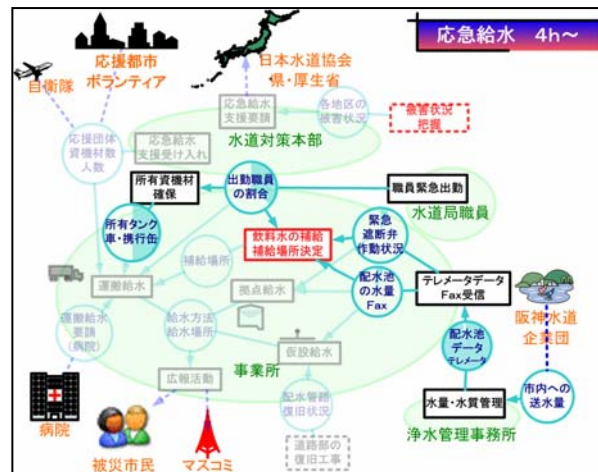 応急給水 4h～
応援都市
ボランティア
自衛隊
日本水道協会
県・厚生省
応急給水
支援要請
各地区の
被害状況
被害状況
把握
水道対策本部
応援団体
資機材数
人数
応急給水
支援受け入れ
所有資機材
確保
出動職員
の割合
職員緊急出動
水道局職員
所有タンク
車・携行缶
飲料水の補給
補給場所決定
緊急
遮断弁
作動状況
補給場所
運搬給水
拠点給水
配水池
の水量
Fax
テレメータデータ
Fax受信
阪神水道
企業団
運搬給水
要請
(病院)
給水方法
給水場所
仮設給水
配水池
データ
テレメータ
事業所
広報活動
配水管路
復旧状況
水量・水質管理
市内への
送水量
浄水管理事務所
病院
被災市民
マスコミ
道路部の
復旧工事